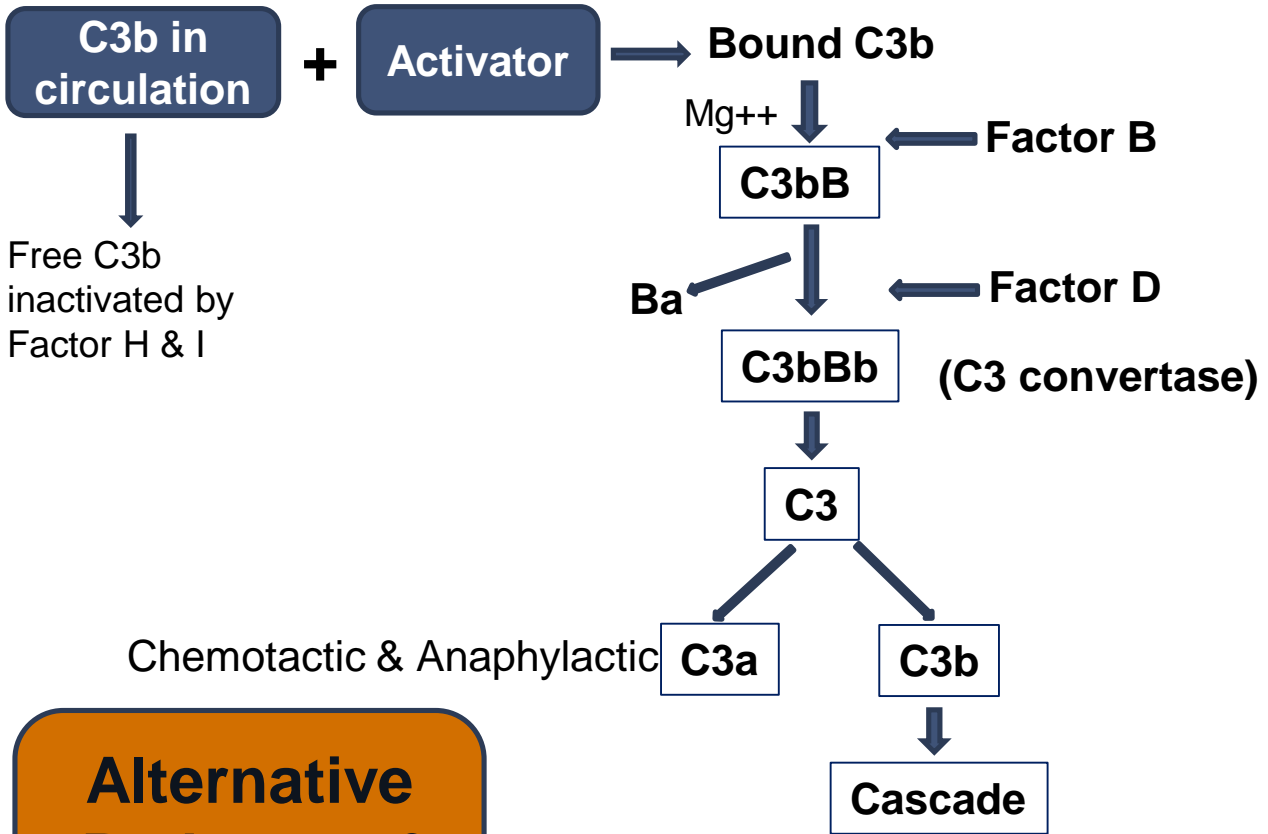 C3b in
circulation
+
Activator
Bound C3b
Mg++
Factor B
C3bB
Free C3b
inactivated by
Factor H & I
Ba
Factor D
C3bBb
(C3 convertase)
C3
Chemotactic & Anaphylactic
C3a
C3b
Alternative
Cascade